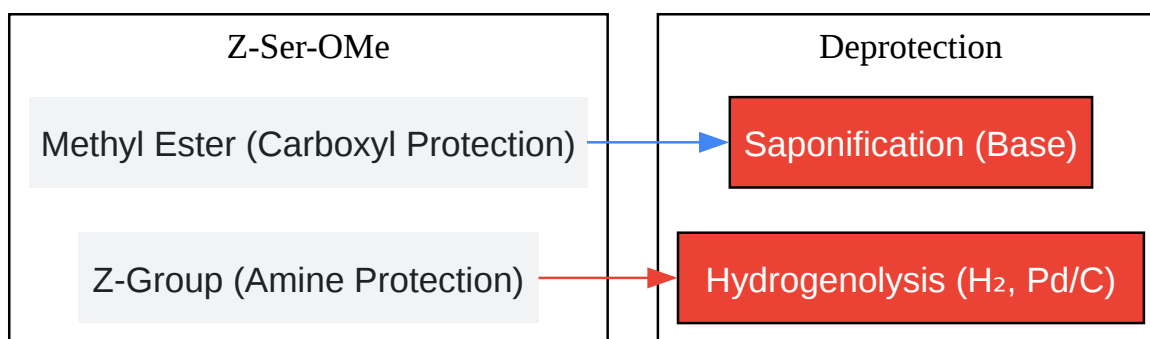 Z-Ser-OMe
Deprotection
Methyl Ester (Carboxyl Protection)
Saponification (Base)
Z-Group (Amine Protection)
Hydrogenolysis (H₂, Pd/C)